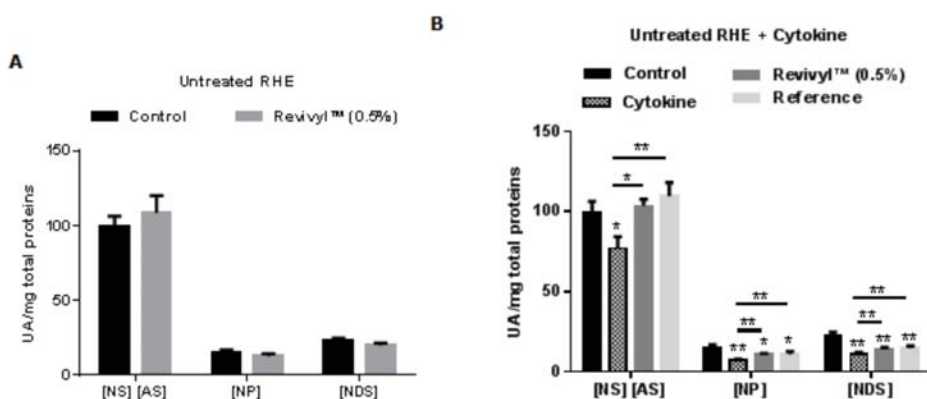 A
Untreated RHE
Control
Revivyl™ (0.5%)
UA/mg total proteins
150
100
50
0
[NS] [AS]
[NP]
[NDS]
B
Untreated RHE + Cytokine
Control
Revivyl™ (0.5%)
Cytokine
Reference
UA/mg total proteins
150
100
50
0
**
*
*
**
**
** * *
**
**
** ** **
[NS] [AS]
[NP]
[NDS]